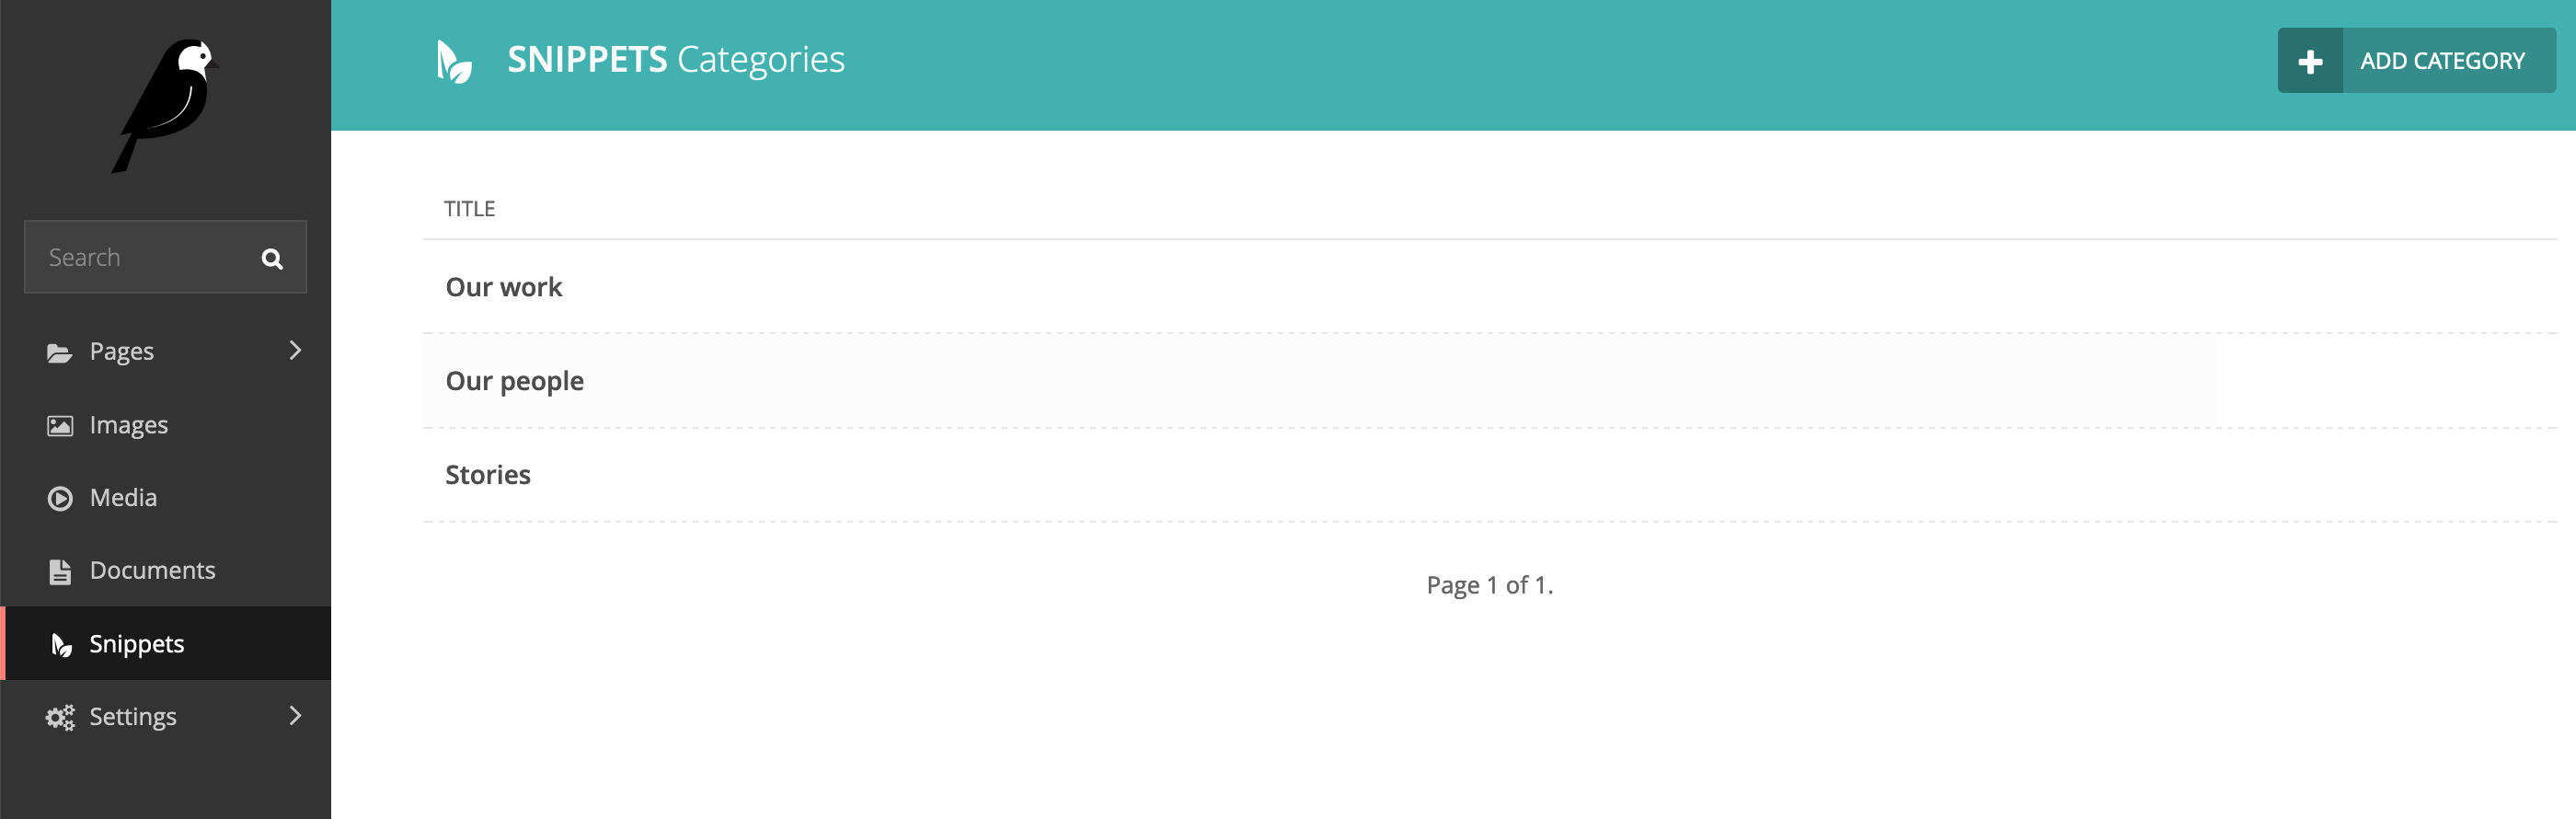 Search
Pages
Images
Media
Documents
Snippets
Settings
SNIPPETS Categories
ADD CATEGORY
TITLE
Our work
Our people
Stories
Page 1 of 1.